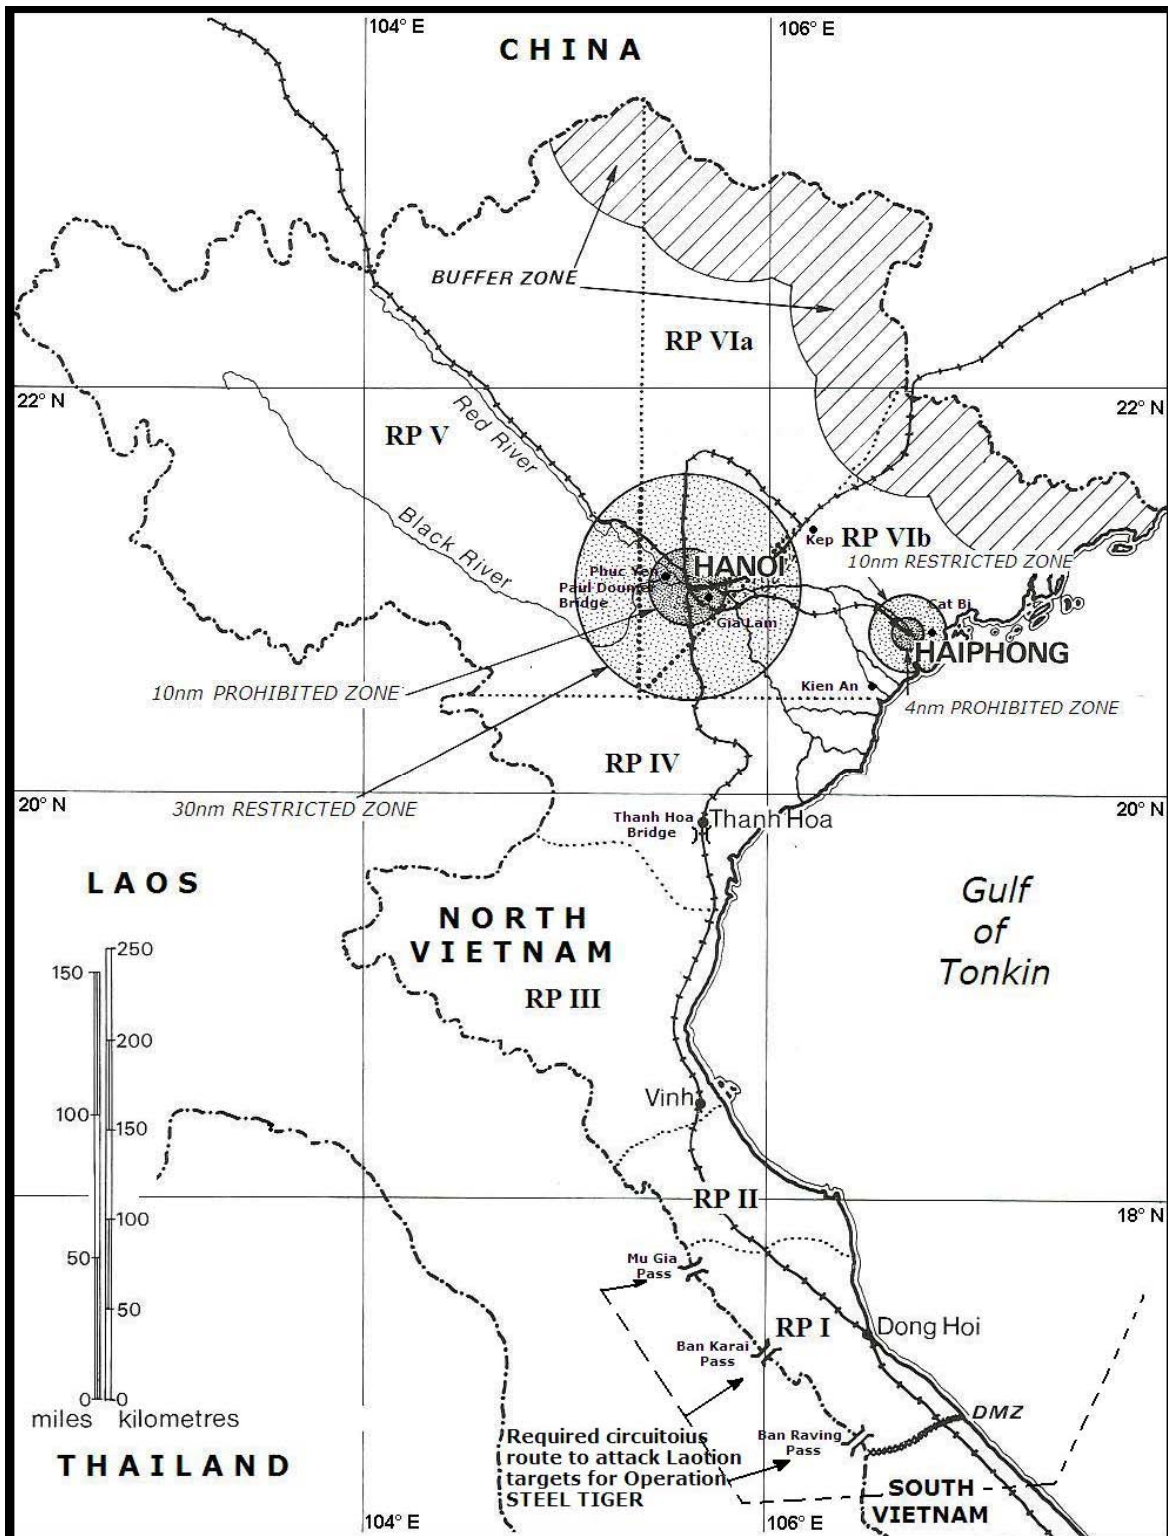 104° E
106° E
CHINA
BUFFER ZONE
RP VIa
22° N
22° N
Red River
RP V
Black River
Kep
RP VIb
10nm RESTRICTED ZONE
HANOI
Phuc Yen
Paul Doumer
Bridge
Gia Lam
Cat Bi
HAIPHONG
Kien An
10nm PROHIBITED ZONE
4nm PROHIBITED ZONE
RP IV
20° N
20° N
30nm RESTRICTED ZONE
Thanh Hoa
Bridge
Thanh Hoa
LAOS
NORTH
VIETNAM
Gulf
of
Tonkin
RP III
250
150
200
100
150
Vinh
RP II
18° N
100
50
Mu Gia
Pass
50
RP I
Dong Hoi
Ban Karai
Pass
0
0
miles
kilometres
DMZ
Ban Raving
Pass
Required circuitoius
route to attack Laotion
targets for Operation
STEEL TIGER
THAILAND
SOUTH
VIETNAM
104° E
106° E